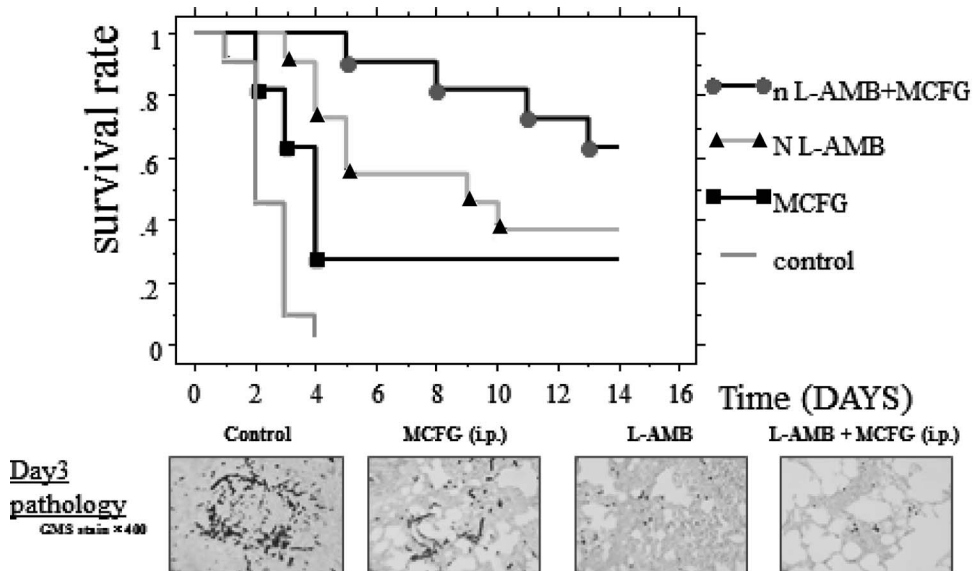 survival rate
1
.8
.6
.4
.2
0
0 2 4 6 8 10 12 14 16
Time (DAYS)
n L-AMB+MCFG
N L-AMB
MCFG
control
Control MCFG (i.p.) L-AMB L-AMB + MCFG (i.p.)
Day3
pathology
GMS stain × 400